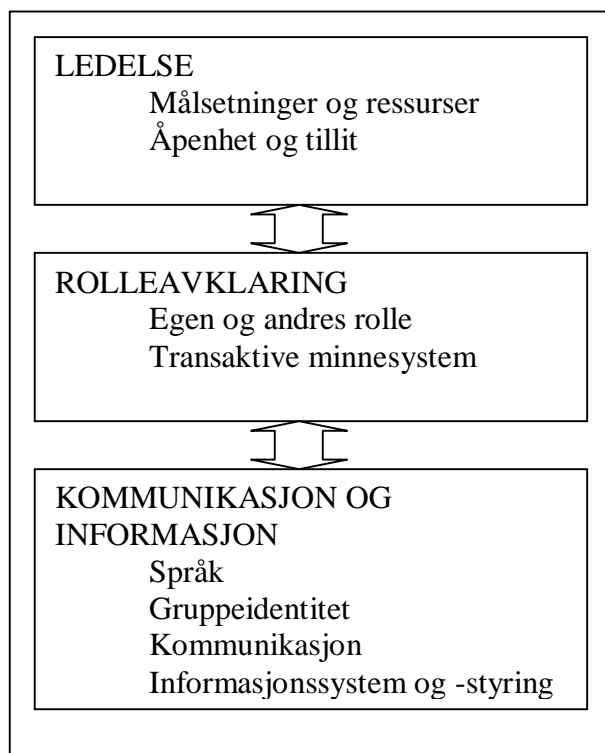 LEDELSE
Målsetninger og ressurser
Åpenhet og tillit
ROLLEAVKLARING
Egen og andres rolle
Transaktive minnesystem
KOMMUNIKASJON OG
INFORMASJON
Språk
Gruppeidentitet
Kommunikasjon
Informasjonssystem og -styring